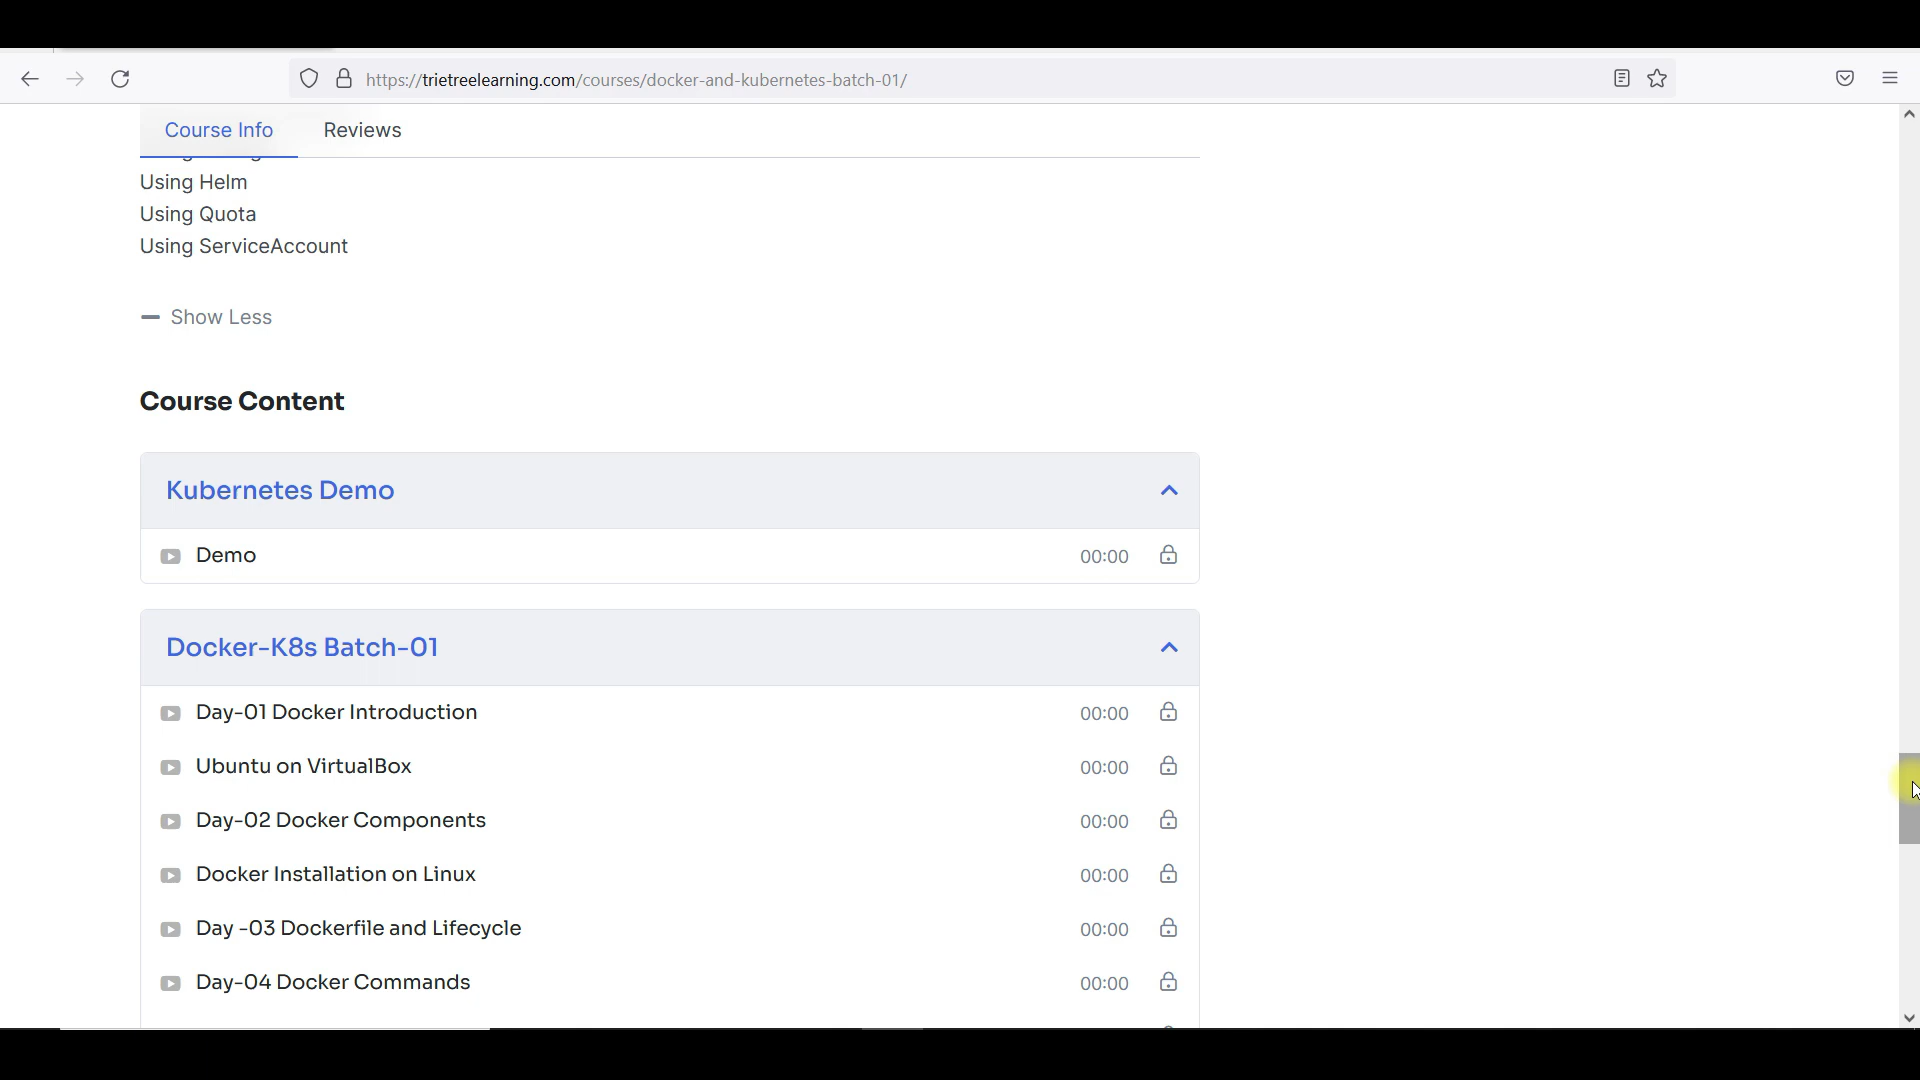 https://trietreelearning.com/courses/docker-and-kubernetes-batch-01/
Course Info
Reviews
Using Helm
Using Quota
Using ServiceAccount
Show Less
Course Content
Kubernetes Demo
Demo 00:00
Docker-K8s Batch-01
Day-01 Docker Introduction 00:00
Ubuntu on VirtualBox 00:00
Day-02 Docker Components 00:00
Docker Installation on Linux 00:00
Day -03 Dockerfile and Lifecycle 00:00
Day-04 Docker Commands 00:00